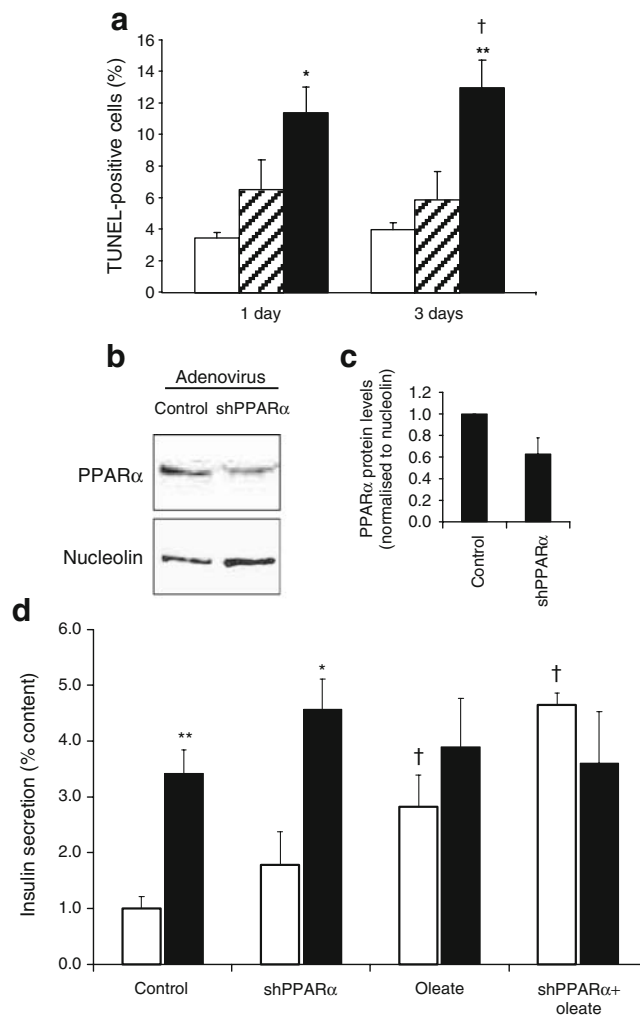 a
TUNEL-positive cells (%)
16
14
12
10
8
6
4
2
0
*
†
**
1 day
3 days
b
Adenovirus
Control shPPARα
PPARα
Nucleolin
c
PPARα protein levels
(normalised to nucleolin)
1.2
1.0
0.8
0.6
0.4
0.2
0.0
Control
shPPARα
d
Insulin secretion (% content)
6.0
5.0
4.0
3.0
2.0
1.0
0.0
**
*
†
†
Control
shPPARα
Oleate
shPPARα+
oleate